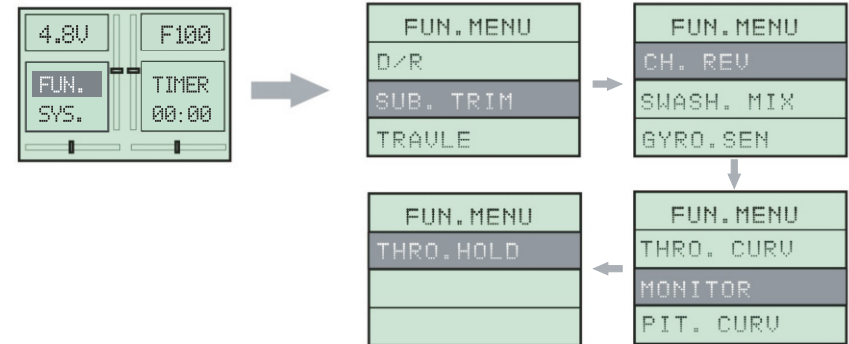 4.8V
F100
FUN.
SYS.
TIMER
00:00
FUN.MENU
D/R
SUB. TRIM
TRAVLE
FUN.MENU
CH. REV
SWASH. MIX
GYRO.SEN
FUN.MENU
THRO. CURV
MONITOR
PIT. CURV
FUN.MENU
THRO.HOLD